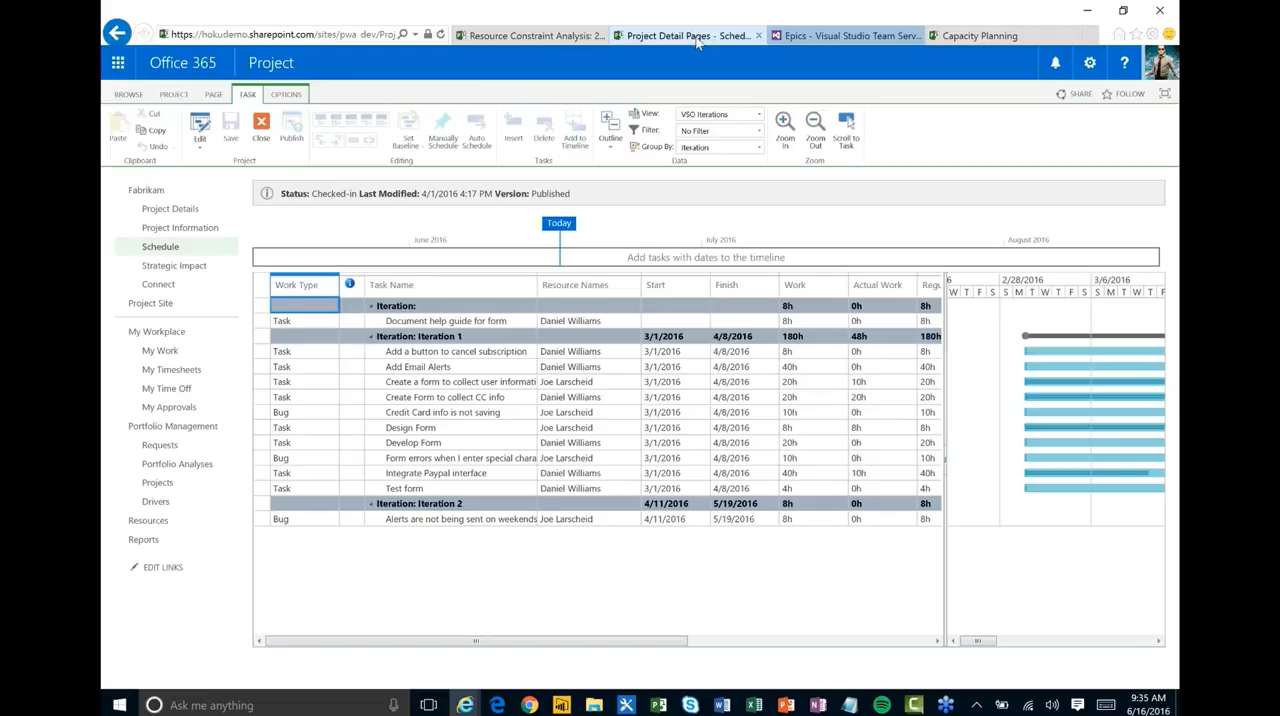 https://hokudemo.sharepoint.com/sites/pwa_dev/Proj
Resource Constraint Analysis: 2...
Project Detail Pages - Sched...
Epics - Visual Studio Team Serv...
Capacity Planning
Office 365
Project
BROWSE
PROJECT
PAGE
TASK
OPTIONS
SHARE
FOLLOW
Paste
Cut
Copy
Undo
Clipboard
Edit
Save
Close
Publish
Project
Set Baseline
Manually Schedule
Auto Schedule
Editing
Insert
Delete
Add to Timeline
Tasks
Outline
View: VSO Iterations
Filter: No Filter
Group By: Iteration
Data
Zoom In
Zoom Out
Scroll to Task
Zoom
Fabrikam
Project Details
Project Information
Schedule
Strategic Impact
Connect
Project Site
My Workplace
My Work
My Timesheets
My Time Off
My Approvals
Portfolio Management
Requests
Portfolio Analyses
Projects
Drivers
Resources
Reports
EDIT LINKS
Status: Checked-in Last Modified: 4/1/2016 4:17 PM Version: Published
Today
June 2016 July 2016 August 2016
Add tasks with dates to the timeline
Work Type Task Name Resource Names Start Finish Work Actual Work Regu
6 2/28/2016 3/6/2016
W T F S S M T W T F S S M T W T F
Iteration: 8h 0h 8h
Task Document help guide for form Daniel Williams 8h 0h 8h
Iteration: Iteration 1 3/1/2016 4/8/2016 180h 48h 180h
Task Add a button to cancel subscription Daniel Williams 3/1/2016 4/8/2016 8h 0h 8h
Task Add Email Alerts Daniel Williams 3/1/2016 4/8/2016 40h 0h 40h
Task Create a form to collect user informati Joe Larscheid 3/1/2016 4/8/2016 20h 10h 20h
Task Create Form to collect CC info Daniel Williams 3/1/2016 4/8/2016 20h 20h 20h
Bug Credit Card info is not saving Joe Larscheid 3/1/2016 4/8/2016 10h 0h 10h
Task Design Form Joe Larscheid 3/1/2016 4/8/2016 8h 8h 8h
Task Develop Form Daniel Williams 3/1/2016 4/8/2016 20h 0h 20h
Bug Form errors when I enter special chara Joe Larscheid 3/1/2016 4/8/2016 10h 0h 10h
Task Integrate Paypal interface Daniel Williams 3/1/2016 4/8/2016 40h 10h 40h
Task Test form Daniel Williams 3/1/2016 4/8/2016 4h 0h 4h
Iteration: Iteration 2 4/11/2016 5/19/2016 8h 0h 8h
Bug Alerts are not being sent on weekends Joe Larscheid 4/11/2016 5/19/2016 8h 0h 8h
Ask me anything
9:35 AM
6/16/2016